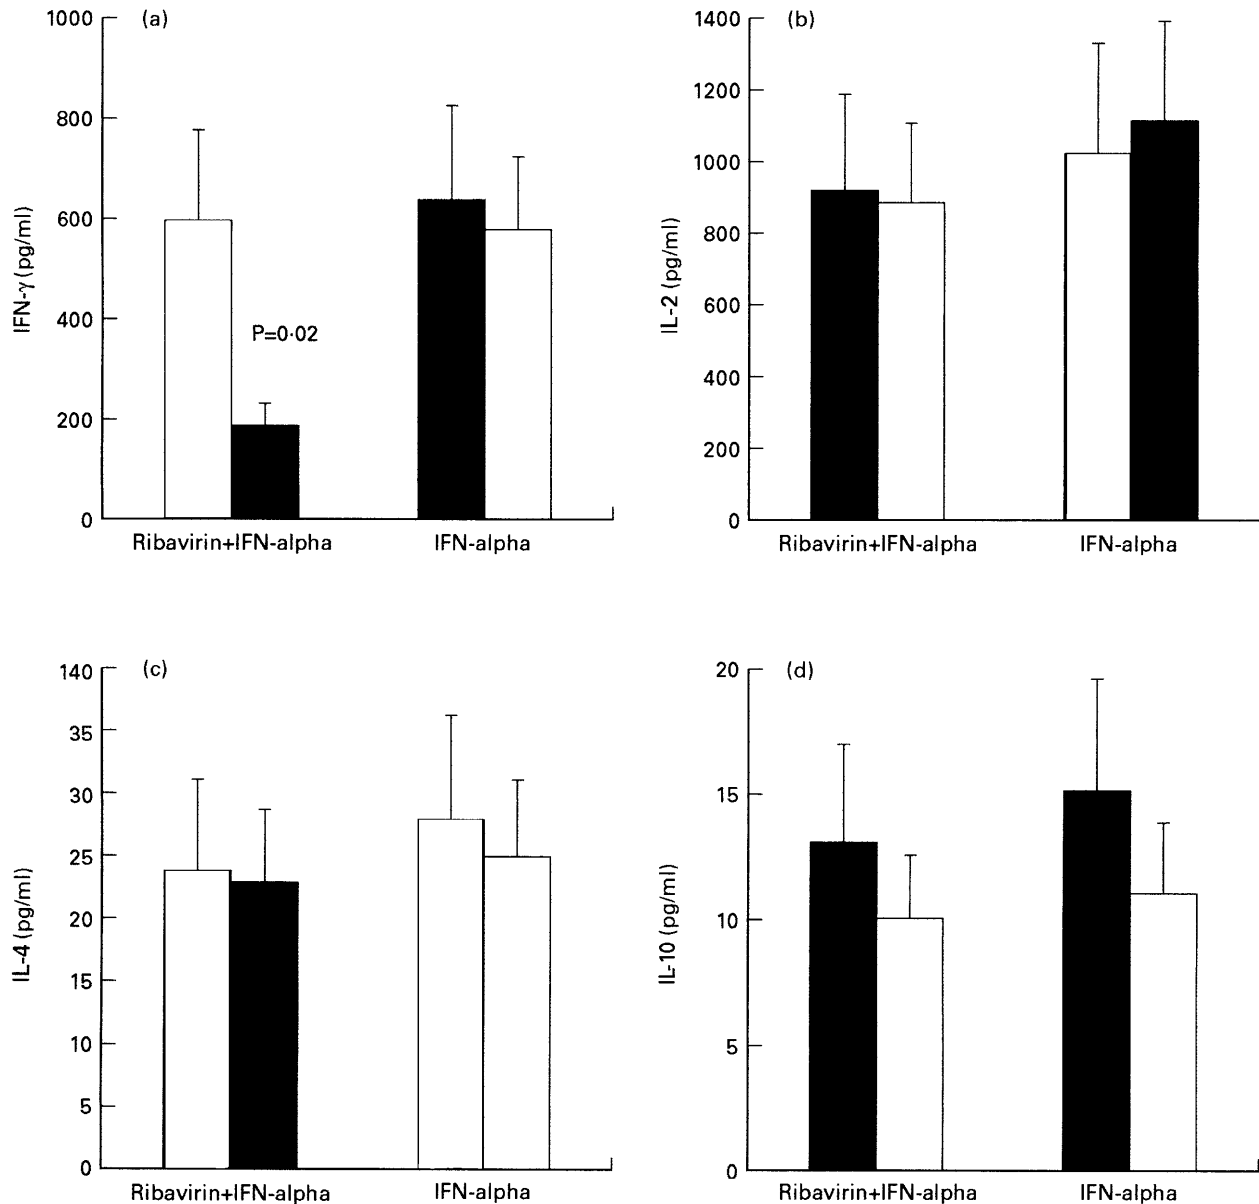 (a)
1000
800
600
400
200
0
IFN-γ (pg/ml)
P=0·02
Ribavirin+IFN-alpha IFN-alpha
(b)
1400
1200
1000
800
600
400
200
0
IL-2 (pg/ml)
Ribavirin+IFN-alpha IFN-alpha
(c)
140
35
30
25
20
15
10
5
0
IL-4 (pg/ml)
Ribavirin+IFN-alpha IFN-alpha
(d)
20
15
10
5
0
IL-10 (pg/ml)
Ribavirin+IFN-alpha IFN-alpha